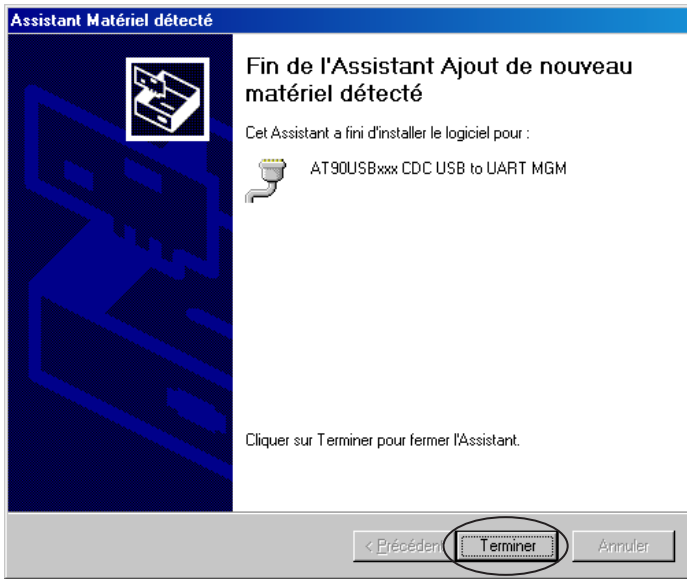 Assistant Matériel détecté
Fin de l'Assistant Ajout de nouveau
matériel détecté
Cet Assistant a fini d'installer le logiciel pour :
AT90USBxxx CDC USB to UART MGM
Cliquer sur Terminer pour fermer l'Assistant.
< Précédent Terminer Annuler